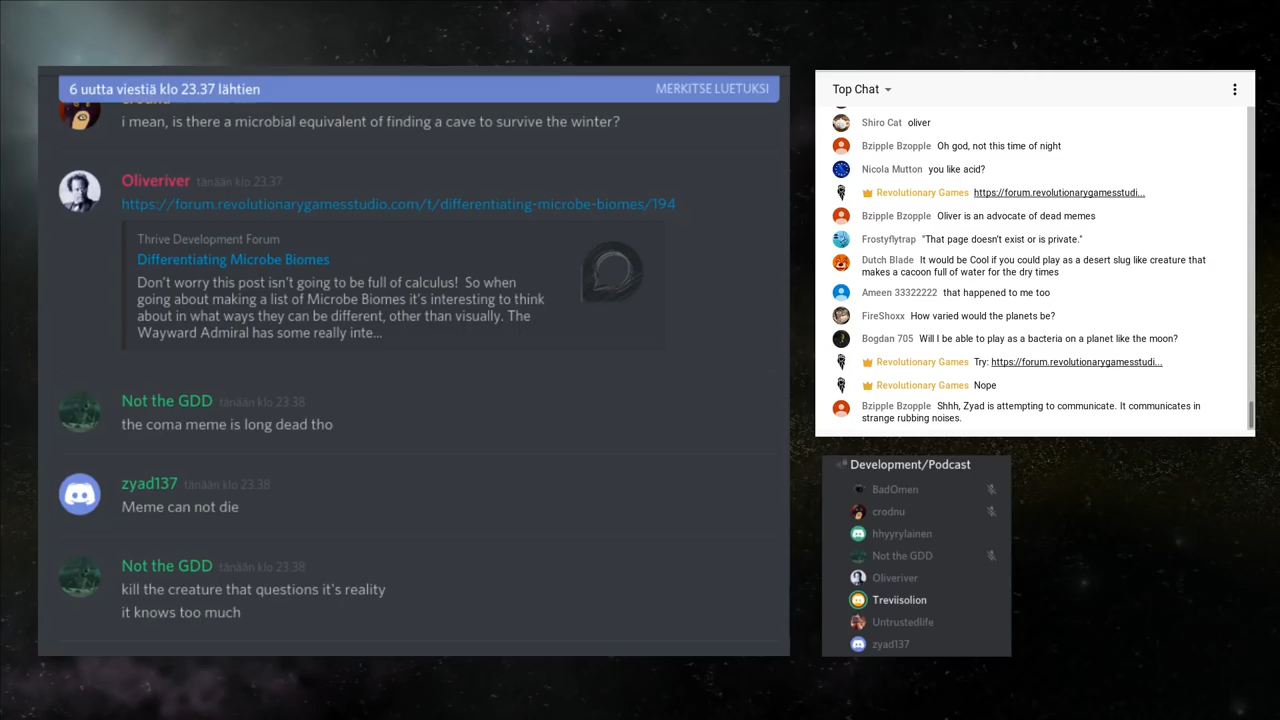 6 uutta viestiä klo 23.37 lähtien
MERKITSE LUETUKSI
i mean, is there a microbial equivalent of finding a cave to survive the winter?
Oliveriver tänään klo 23.37
https://forum.revolutionarygamesstudio.com/t/differentiating-microbe-biomes/194
Thrive Development Forum
Differentiating Microbe Biomes
Don't worry this post isn't going to be full of calculus! So when
going about making a list of Microbe Biomes it's interesting to think
about in what ways they can be different, other than visually. The
Wayward Admiral has some really inte...
Not the GDD tänään klo 23.38
the coma meme is long dead tho
zyad137 tänään klo 23.38
Meme can not die
Not the GDD tänään klo 23.38
kill the creature that questions it's reality
it knows too much
Top Chat
Shiro Cat oliver
Bzipple Bzopple Oh god, not this time of night
Nicola Mutton you like acid?
Revolutionary Games https://forum.revolutionarygamesstudi...
Bzipple Bzopple Oliver is an advocate of dead memes
Frostyflytrap "That page doesn't exist or is private."
Dutch Blade It would be Cool if you could play as a desert slug like creature that
makes a cacoon full of water for the dry times
Ameen 33322222 that happened to me too
FireShoxx How varied would the planets be?
Bogdan 705 Will I be able to play as a bacteria on a planet like the moon?
Revolutionary Games Try: https://forum.revolutionarygamesstudi...
Revolutionary Games Nope
Bzipple Bzopple Shhh, Zyad is attempting to communicate. It communicates in
strange rubbing noises.
Development/Podcast
BadOmen
crodnu
hhyyrylainen
Not the GDD
Oliveriver
Treviisolion
Untrustedlife
zyad137